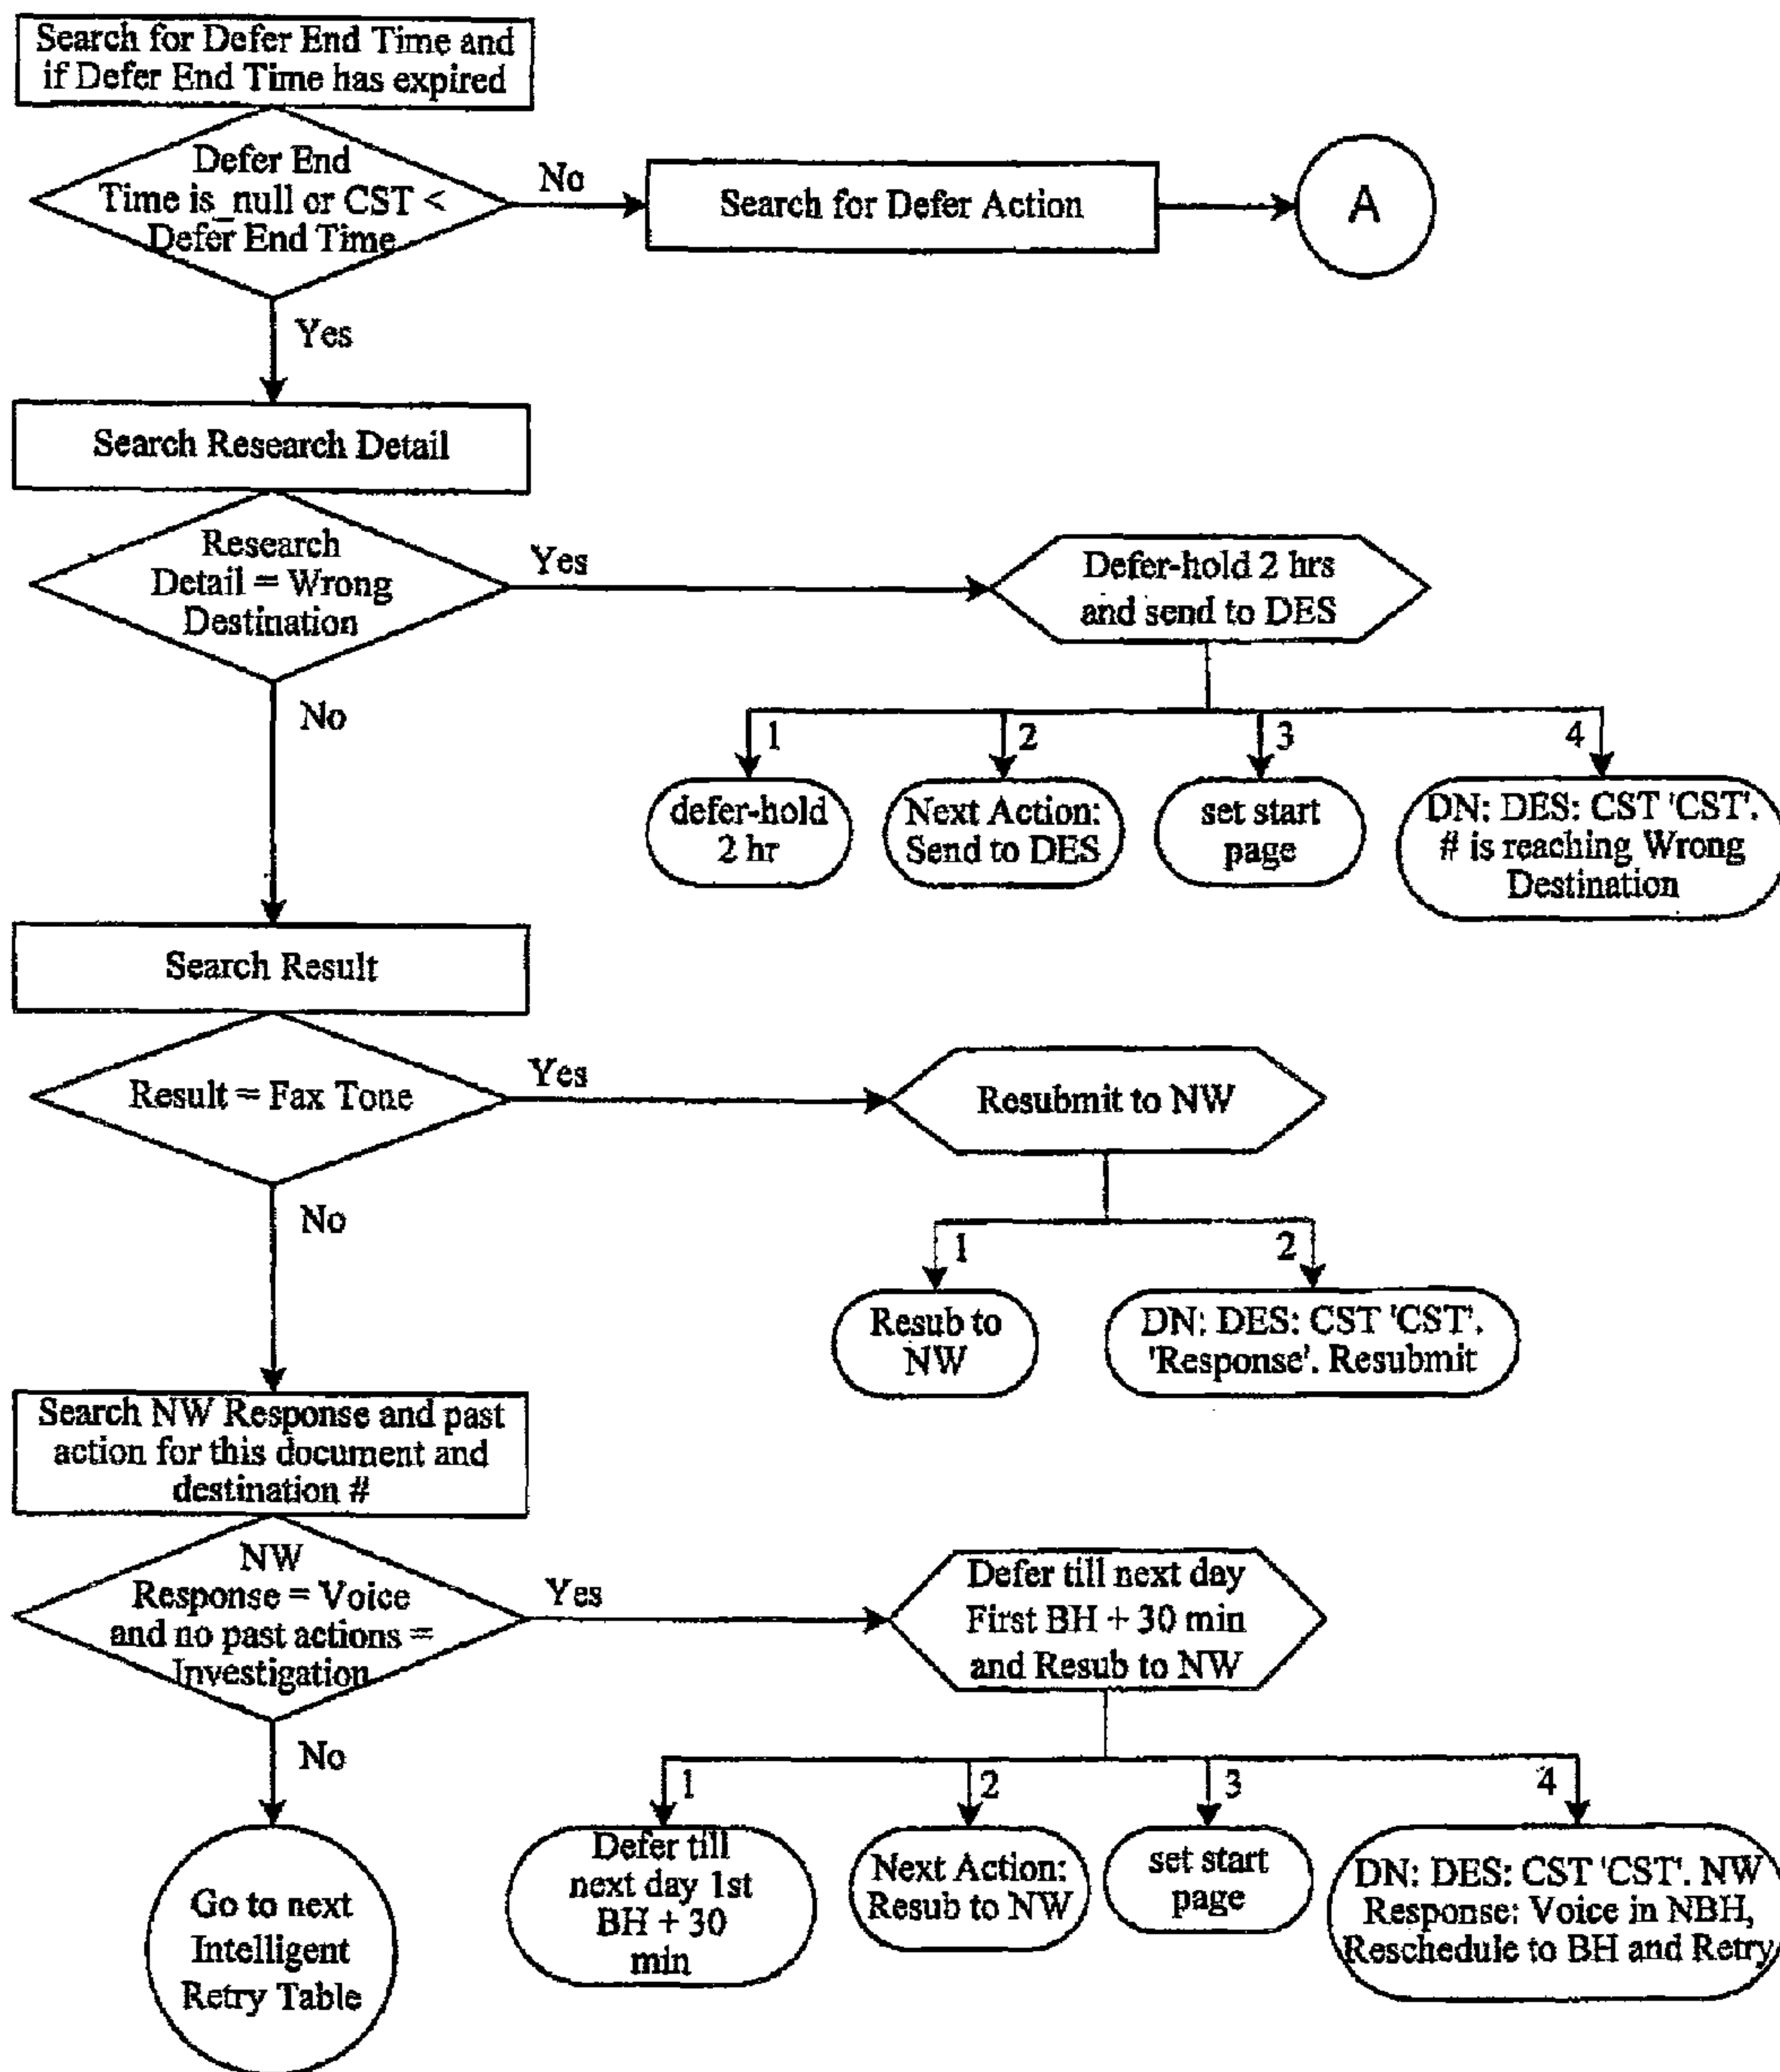 Search for Defer End Time and
if Defer End Time has expired
Defer End
Time is_null or CST <
Defer End Time
No
Search for Defer Action
A
Yes
Search Research Detail
Research
Detail = Wrong
Destination
Yes
Defer-hold 2 hrs
and send to DES
No
1
2
3
4
defer-hold
2 hr
Next Action:
Send to DES
set start
page
DN: DES: CST 'CST'.
# is reaching Wrong
Destination
Search Result
Result = Fax Tone
Yes
Resubmit to NW
No
1
2
Resub to
NW
DN: DES: CST 'CST'.
'Response'. Resubmit
Search NW Response and past
action for this document and
destination #
NW
Response = Voice
and no past actions =
Investigation
Yes
Defer till next day
First BH + 30 min
and Resub to NW
No
1
2
3
4
Go to next
Intelligent
Retry Table
Defer till
next day 1st
BH + 30
min
Next Action:
Resub to NW
set start
page
DN: DES: CST 'CST'. NW
Response: Voice in NBH,
Reschedule to BH and Retry